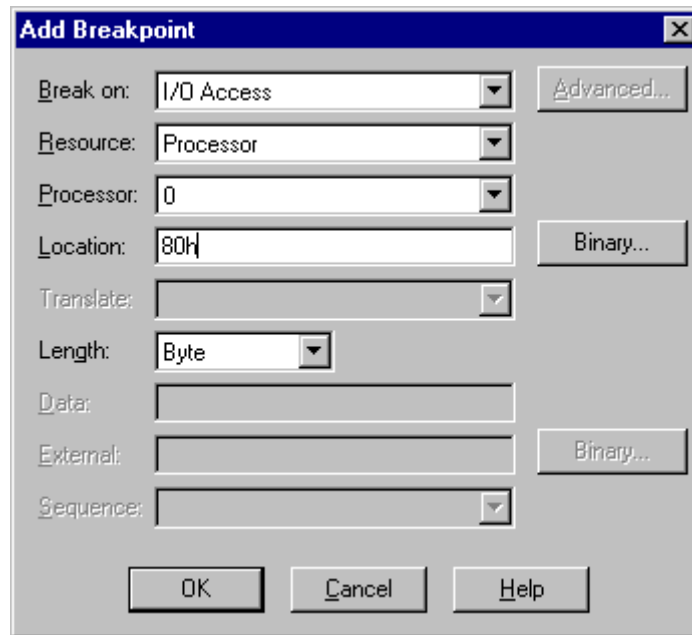 Add Breakpoint
Break on: I/O Access Advanced...
Resource: Processor
Processor: 0
Location: 80h Binary...
Translate:
Length: Byte
Data:
External: Binary...
Sequence:
OK Cancel Help